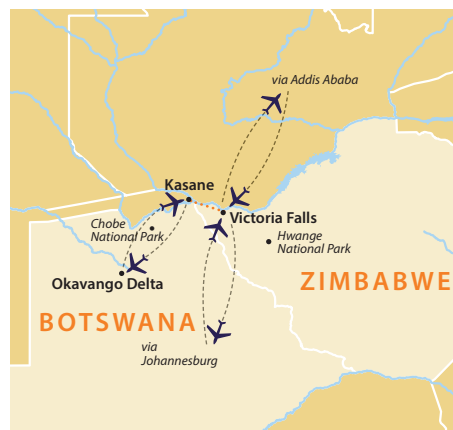 via Addis Ababa
Kasane
Victoria Falls
Chobe
National Park
Hwange
National Park
Okavango Delta
ZIMBABWE
BOTSWANA
via
Johannesburg